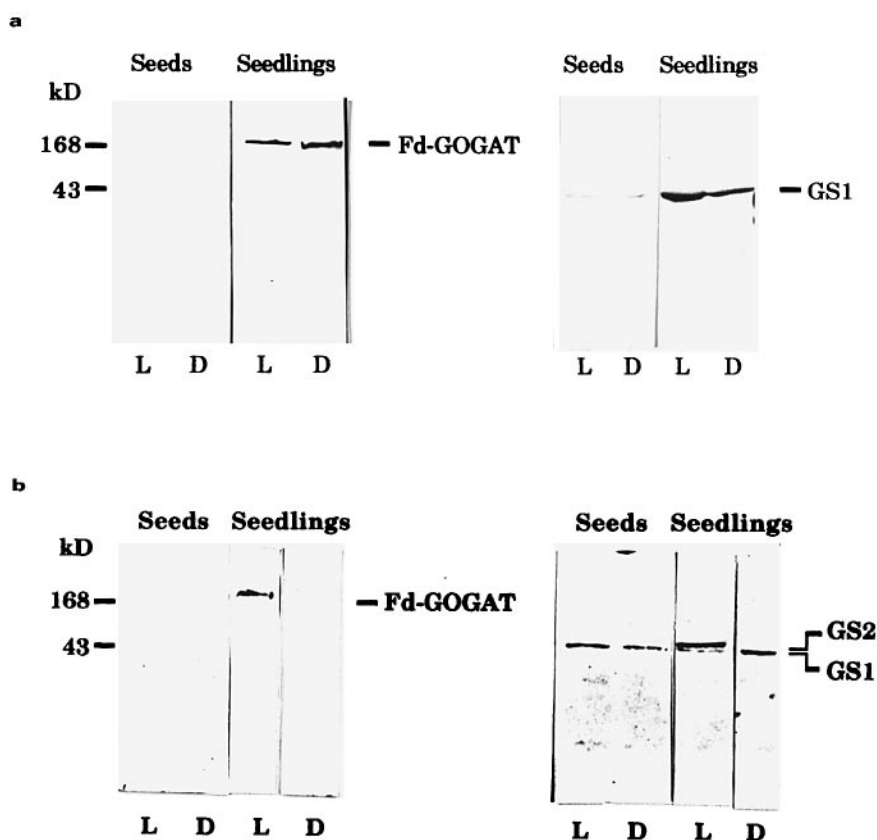 a
Seeds Seedlings
kD
168
43
Fd-GOGAT
L D L D
Seeds Seedlings
GS1
L D L D
b
Seeds Seedlings
kD
168
43
Fd-GOGAT
L D L D
Seeds Seedlings
GS2
GS1
L D L D